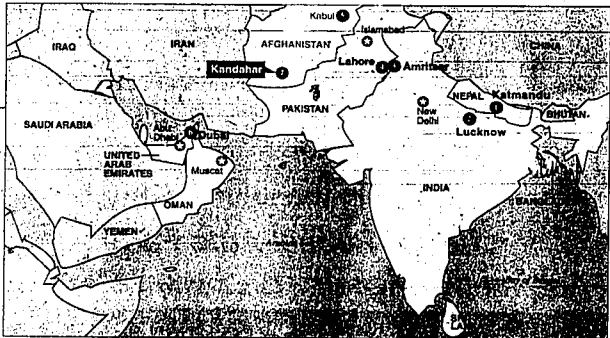 Kabul
Islamabad
IRAQ
IRAN
AFGHANISTAN
CHINA
Kandahar
Lahore
Amritsar
PAKISTAN
NEPAL
Katmandu
BHUTAN
SAUDI ARABIA
Abu
Dhabi
Dubai
New
Delhi
Lucknow
UNITED
ARAB
EMIRATES
Muscat
INDIA
OMAN
YEMEN